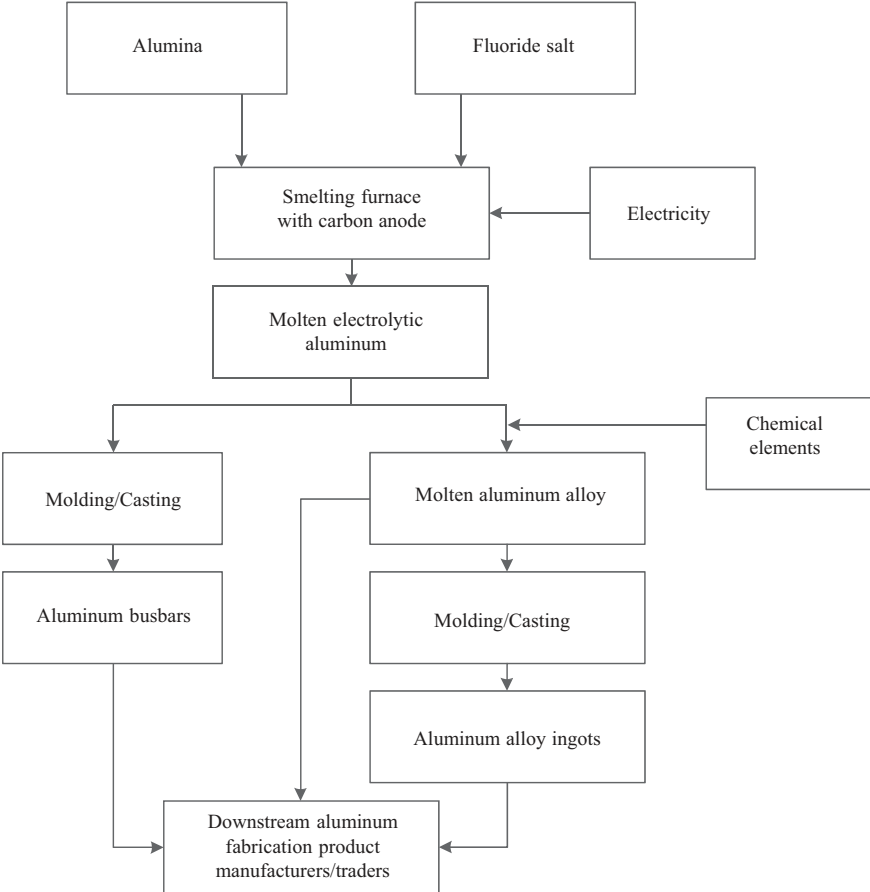 Alumina
Fluoride salt
Smelting furnace
with carbon anode
Electricity
Molten electrolytic
aluminum
Chemical
elements
Molding/Casting
Molten aluminum alloy
Aluminum busbars
Molding/Casting
Aluminum alloy ingots
Downstream aluminum
fabrication product
manufacturers/traders